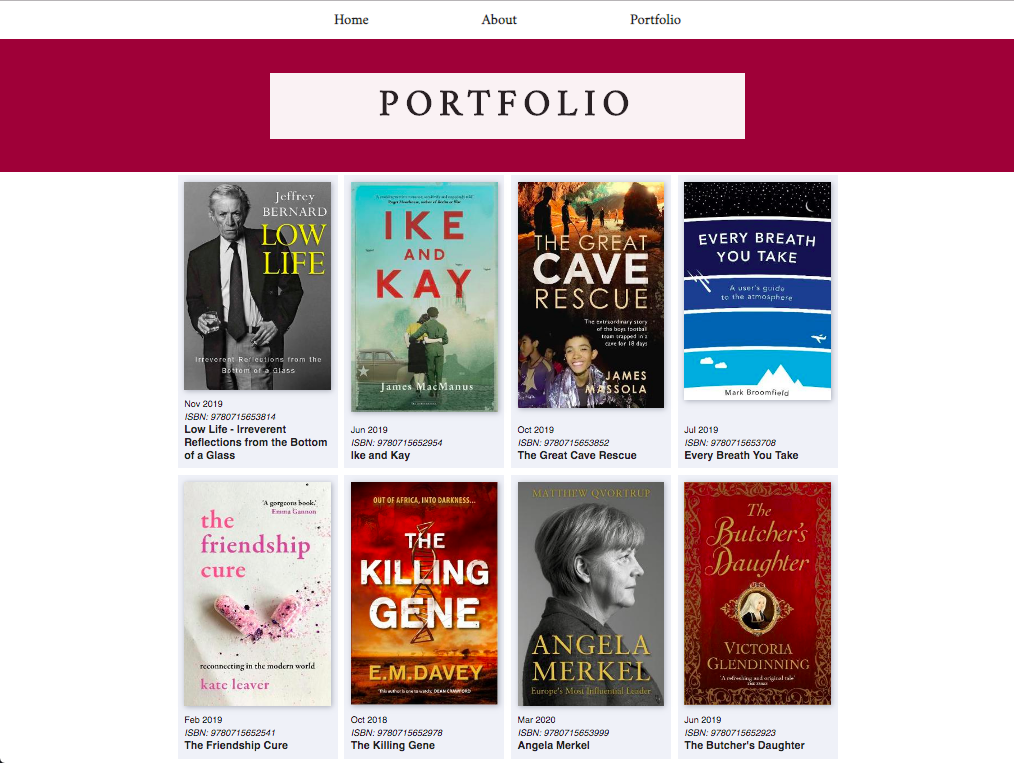 Home About Portfolio
PORTFOLIO
Jeffrey
BERNARD
LOW
LIFE
Irreverent Reflections from the
Bottom of a Glass
Nov 2019
ISBN: 9780715653814
Low Life - Irreverent
Reflections from the Bottom
of a Glass
IKE
AND
KAY
James MacManus
Jun 2019
ISBN: 9780715652954
Ike and Kay
THE GREAT
CAVE
RESCUE
The extraordinary story
of the boys football
team trapped in a
cave for 18 days
JAMES
MASSOLA
Oct 2019
ISBN: 9780715653852
The Great Cave Rescue
EVERY BREATH
YOU TAKE
A user's guide
to the atmosphere
Mark Broomfield
Jul 2019
ISBN: 9780715653708
Every Breath You Take
'A gorgeous book.'
Emma Gannon
the
friendship
cure
reconnecting in the modern world
kate leaver
Feb 2019
ISBN: 9780715652541
The Friendship Cure
OUT OF AFRICA, INTO DARKNESS...
THE
KILLING
GENE
E.M.DAVEY
'This author is one to watch.' DEAN CRAWFORD
Oct 2018
ISBN: 9780715652978
The Killing Gene
MATTHEW QVORTRUP
ANGELA
MERKEL
Europe's Most Influential Leader
Mar 2020
ISBN: 9780715653999
Angela Merkel
The
Butcher's
Daughter
VICTORIA
GLENDINNING
'A refreshing and original tale'
Jun 2019
ISBN: 9780715652923
The Butcher's Daughter